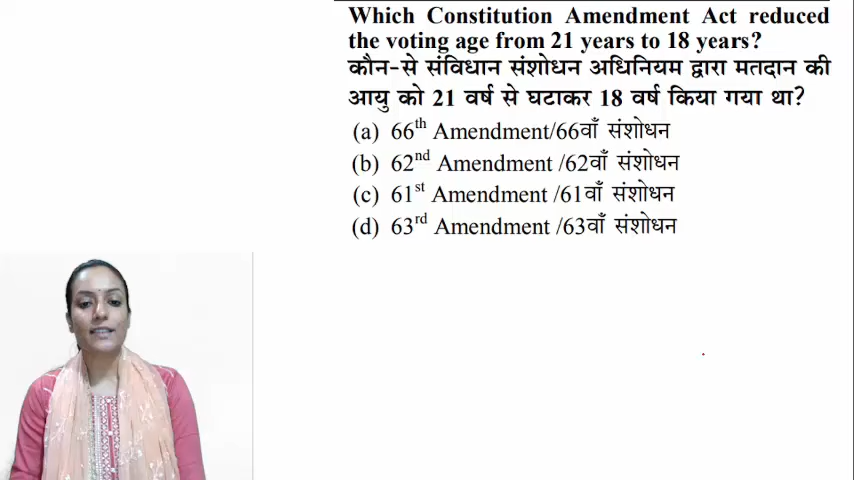 Which Constitution Amendment Act reduced
the voting age from 21 years to 18 years?
कौन-से संविधान संशोधन अधिनियम द्वारा मतदान की
आयु को 21 वर्ष से घटाकर 18 वर्ष किया गया था?
(a) 66th Amendment/66वाँ संशोधन
(b) 62nd Amendment /62वाँ संशोधन
(c) 61st Amendment /61वाँ संशोधन
(d) 63rd Amendment /63वाँ संशोधन